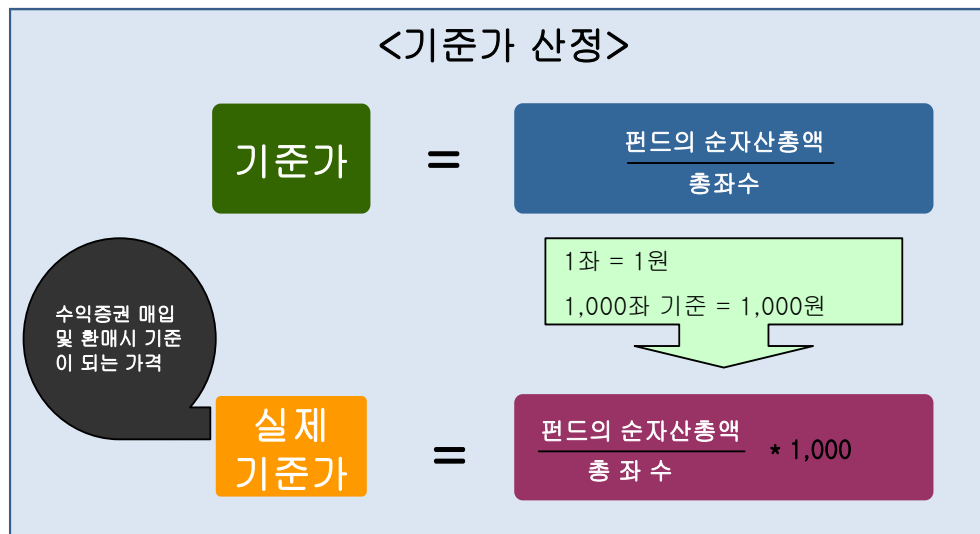 <기준가 산정>
기준가
=
펀드의 순자산총액
총좌수
1좌 = 1원
1,000좌 기준 = 1,000원
수익증권 매입
및 환매시 기준
이 되는 가격
실제
기준가
=
펀드의 순자산총액
총 좌 수
* 1,000